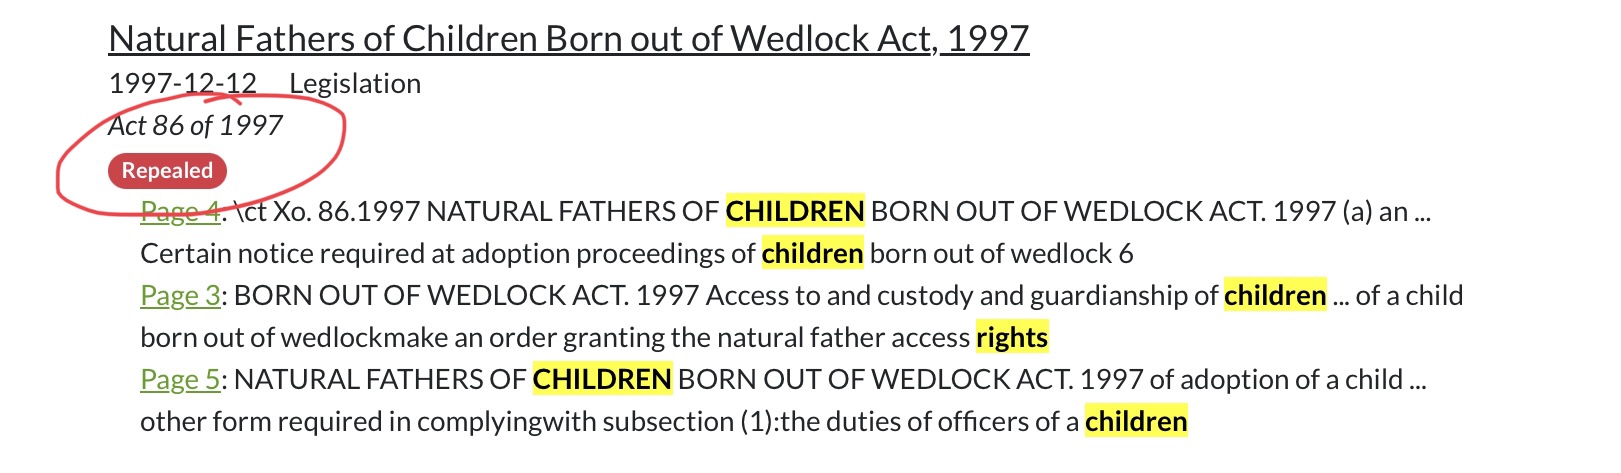 Natural Fathers of Children Born out of Wedlock Act, 1997
1997-12-12 Legislation
Act 86 of 1997
Repealed
Page 4: \ct Xo. 86.1997 NATURAL FATHERS OF CHILDREN BORN OUT OF WEDLOCK ACT. 1997 (a) an ...
Certain notice required at adoption proceedings of children born out of wedlock 6
Page 3: BORN OUT OF WEDLOCK ACT. 1997 Access to and custody and guardianship of children ... of a child
born out of wedlockmake an order granting the natural father access rights
Page 5: NATURAL FATHERS OF CHILDREN BORN OUT OF WEDLOCK ACT. 1997 of adoption of a child ...
other form required in complyingwith subsection (1):the duties of officers of a children